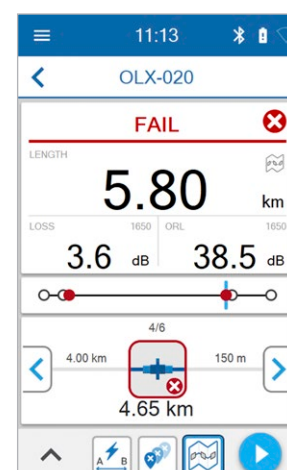 11:13
OLX-020
FAIL
LENGTH
5.80 km
LOSS 1650 ORL 1650
3.6 dB 38.5 dB
4/6
4.00 km 150 m
4.65 km
A B